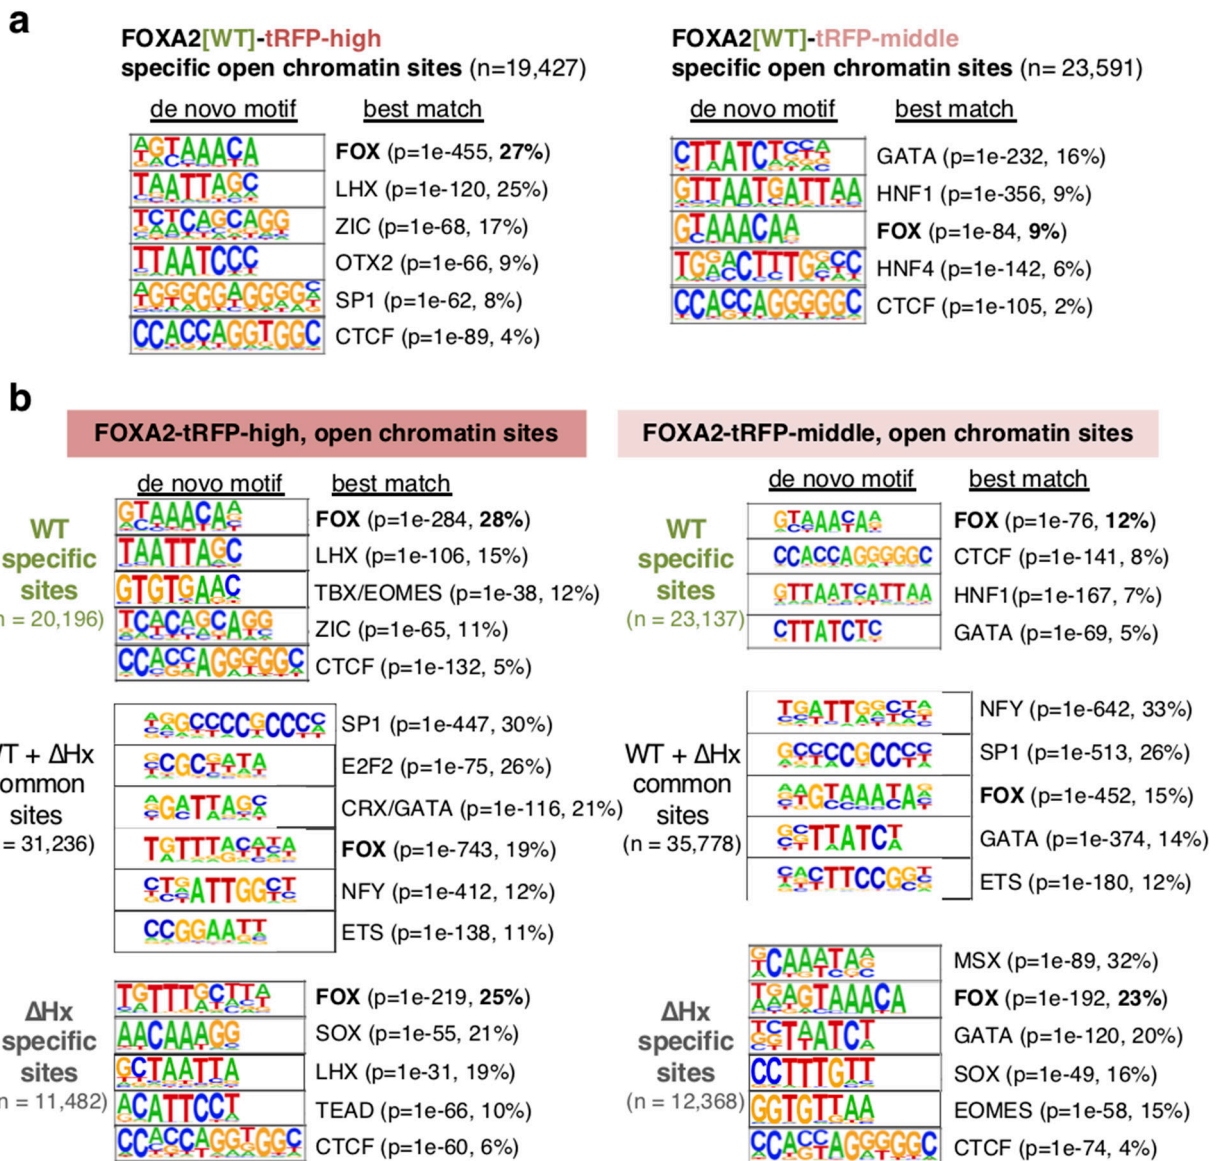 a
FOXA2[WT]-tRFP-high
specific open chromatin sites (n=19,427)
de novo motif best match
FOX (p=1e-455, 27%)
LHX (p=1e-120, 25%)
ZIC (p=1e-68, 17%)
OTX2 (p=1e-66, 9%)
SP1 (p=1e-62, 8%)
CTCF (p=1e-89, 4%)
FOXA2[WT]-tRFP-middle
specific open chromatin sites (n= 23,591)
de novo motif best match
GATA (p=1e-232, 16%)
HNF1 (p=1e-356, 9%)
FOX (p=1e-84, 9%)
HNF4 (p=1e-142, 6%)
CTCF (p=1e-105, 2%)
b
FOXA2-tRFP-high, open chromatin sites
de novo motif best match
WT
specific
sites
n = 20,196)
FOX (p=1e-284, 28%)
LHX (p=1e-106, 15%)
TBX/EOMES (p=1e-38, 12%)
ZIC (p=1e-65, 11%)
CTCF (p=1e-132, 5%)
T + ΔHx
ommon
sites
= 31,236)
SP1 (p=1e-447, 30%)
E2F2 (p=1e-75, 26%)
CRX/GATA (p=1e-116, 21%)
FOX (p=1e-743, 19%)
NFY (p=1e-412, 12%)
ETS (p=1e-138, 11%)
ΔHx
specific
sites
n = 11,482)
FOX (p=1e-219, 25%)
SOX (p=1e-55, 21%)
LHX (p=1e-31, 19%)
TEAD (p=1e-66, 10%)
CTCF (p=1e-60, 6%)
FOXA2-tRFP-middle, open chromatin sites
de novo motif best match
WT
specific
sites
(n = 23,137)
FOX (p=1e-76, 12%)
CTCF (p=1e-141, 8%)
HNF1(p=1e-167, 7%)
GATA (p=1e-69, 5%)
WT + ΔHx
common
sites
(n = 35,778)
NFY (p=1e-642, 33%)
SP1 (p=1e-513, 26%)
FOX (p=1e-452, 15%)
GATA (p=1e-374, 14%)
ETS (p=1e-180, 12%)
ΔHx
specific
sites
(n = 12,368)
MSX (p=1e-89, 32%)
FOX (p=1e-192, 23%)
GATA (p=1e-120, 20%)
SOX (p=1e-49, 16%)
EOMES (p=1e-58, 15%)
CTCF (p=1e-74, 4%)